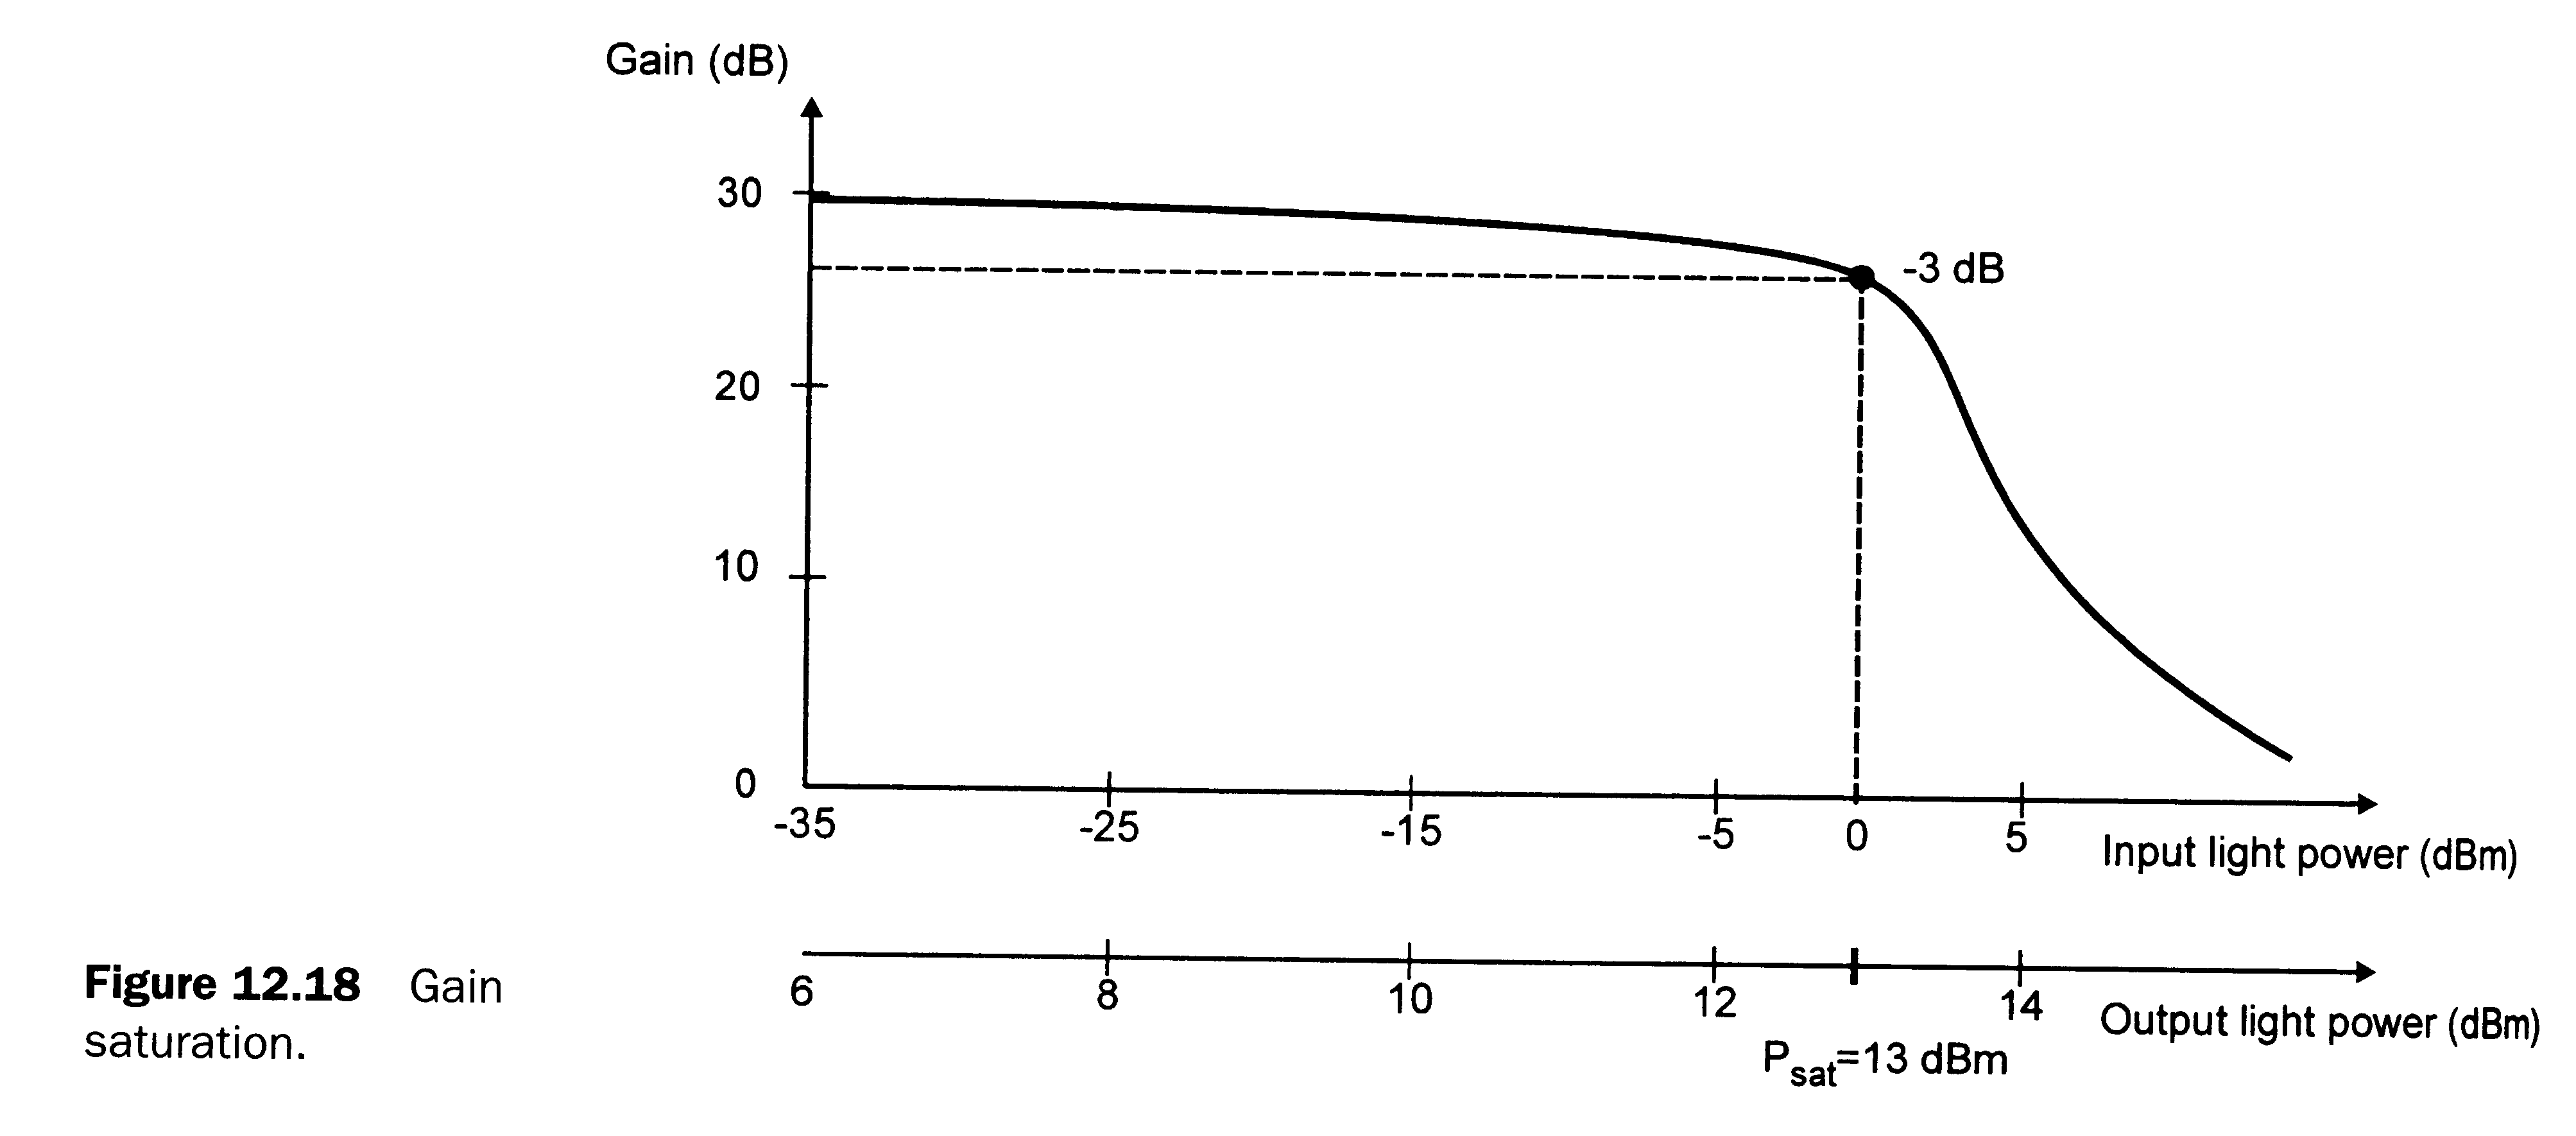 Gain (dB)
30
-3 dB
20
10
0
-35
-25
-15
-5
0
5
Input light power (dBm)
6
8
10
12
14
Output light power (dBm)
Psat=13 dBm
Figure 12.18 Gain
saturation.